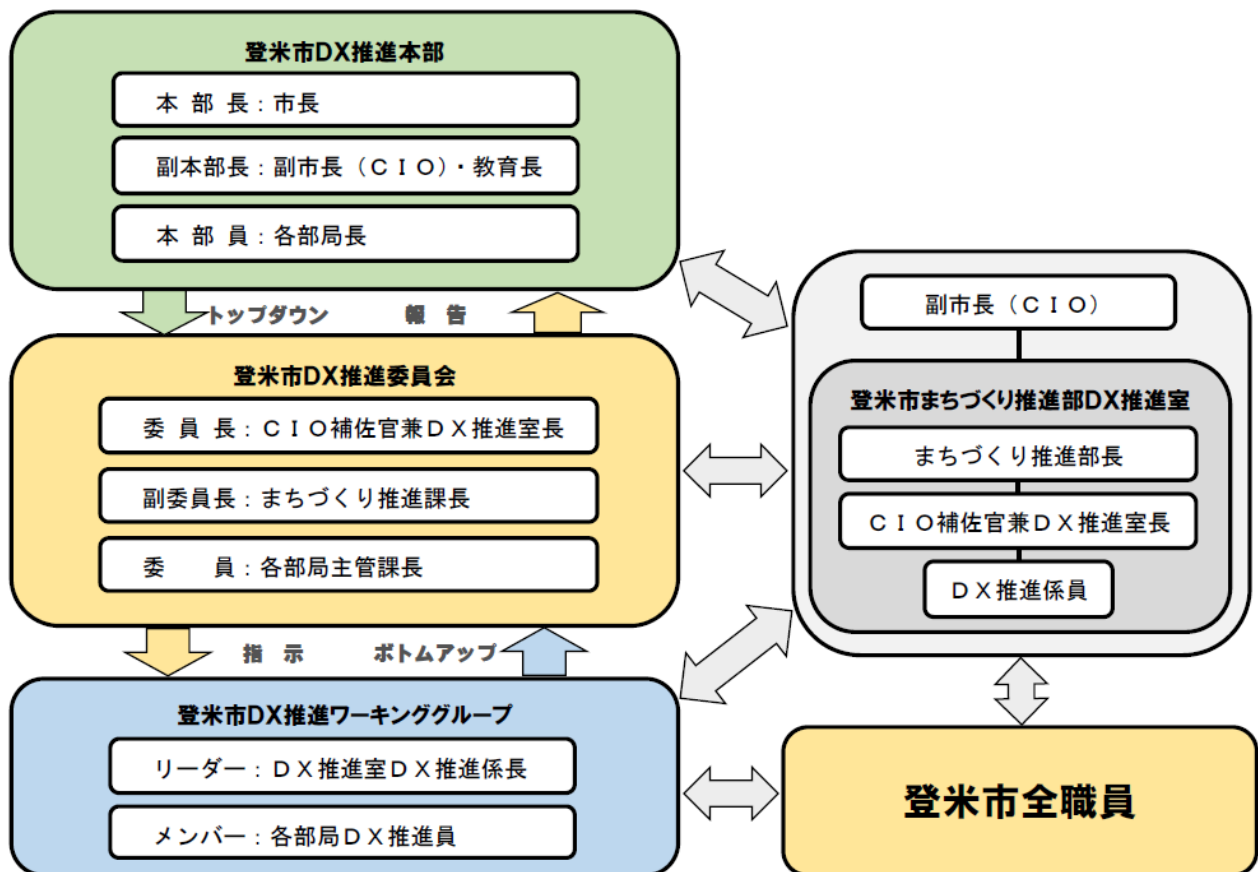 登米市DX推進本部
本 部 長：市長
副本部長：副市長（ＣＩＯ）・教育長
本 部 員：各部局長
トップダウン　報 告
登米市DX推進委員会
委 員 長：ＣＩＯ補佐官兼ＤＸ推進室長
副委員長：まちづくり推進課長
委　　員：各部局主管課長
指 示　ボトムアップ
登米市DX推進ワーキンググループ
リーダー：ＤＸ推進室ＤＸ推進係長
メンバー：各部局ＤＸ推進員
副市長（ＣＩＯ）
登米市まちづくり推進部DX推進室
まちづくり推進部長
ＣＩＯ補佐官兼ＤＸ推進室長
ＤＸ推進係員
登米市全職員